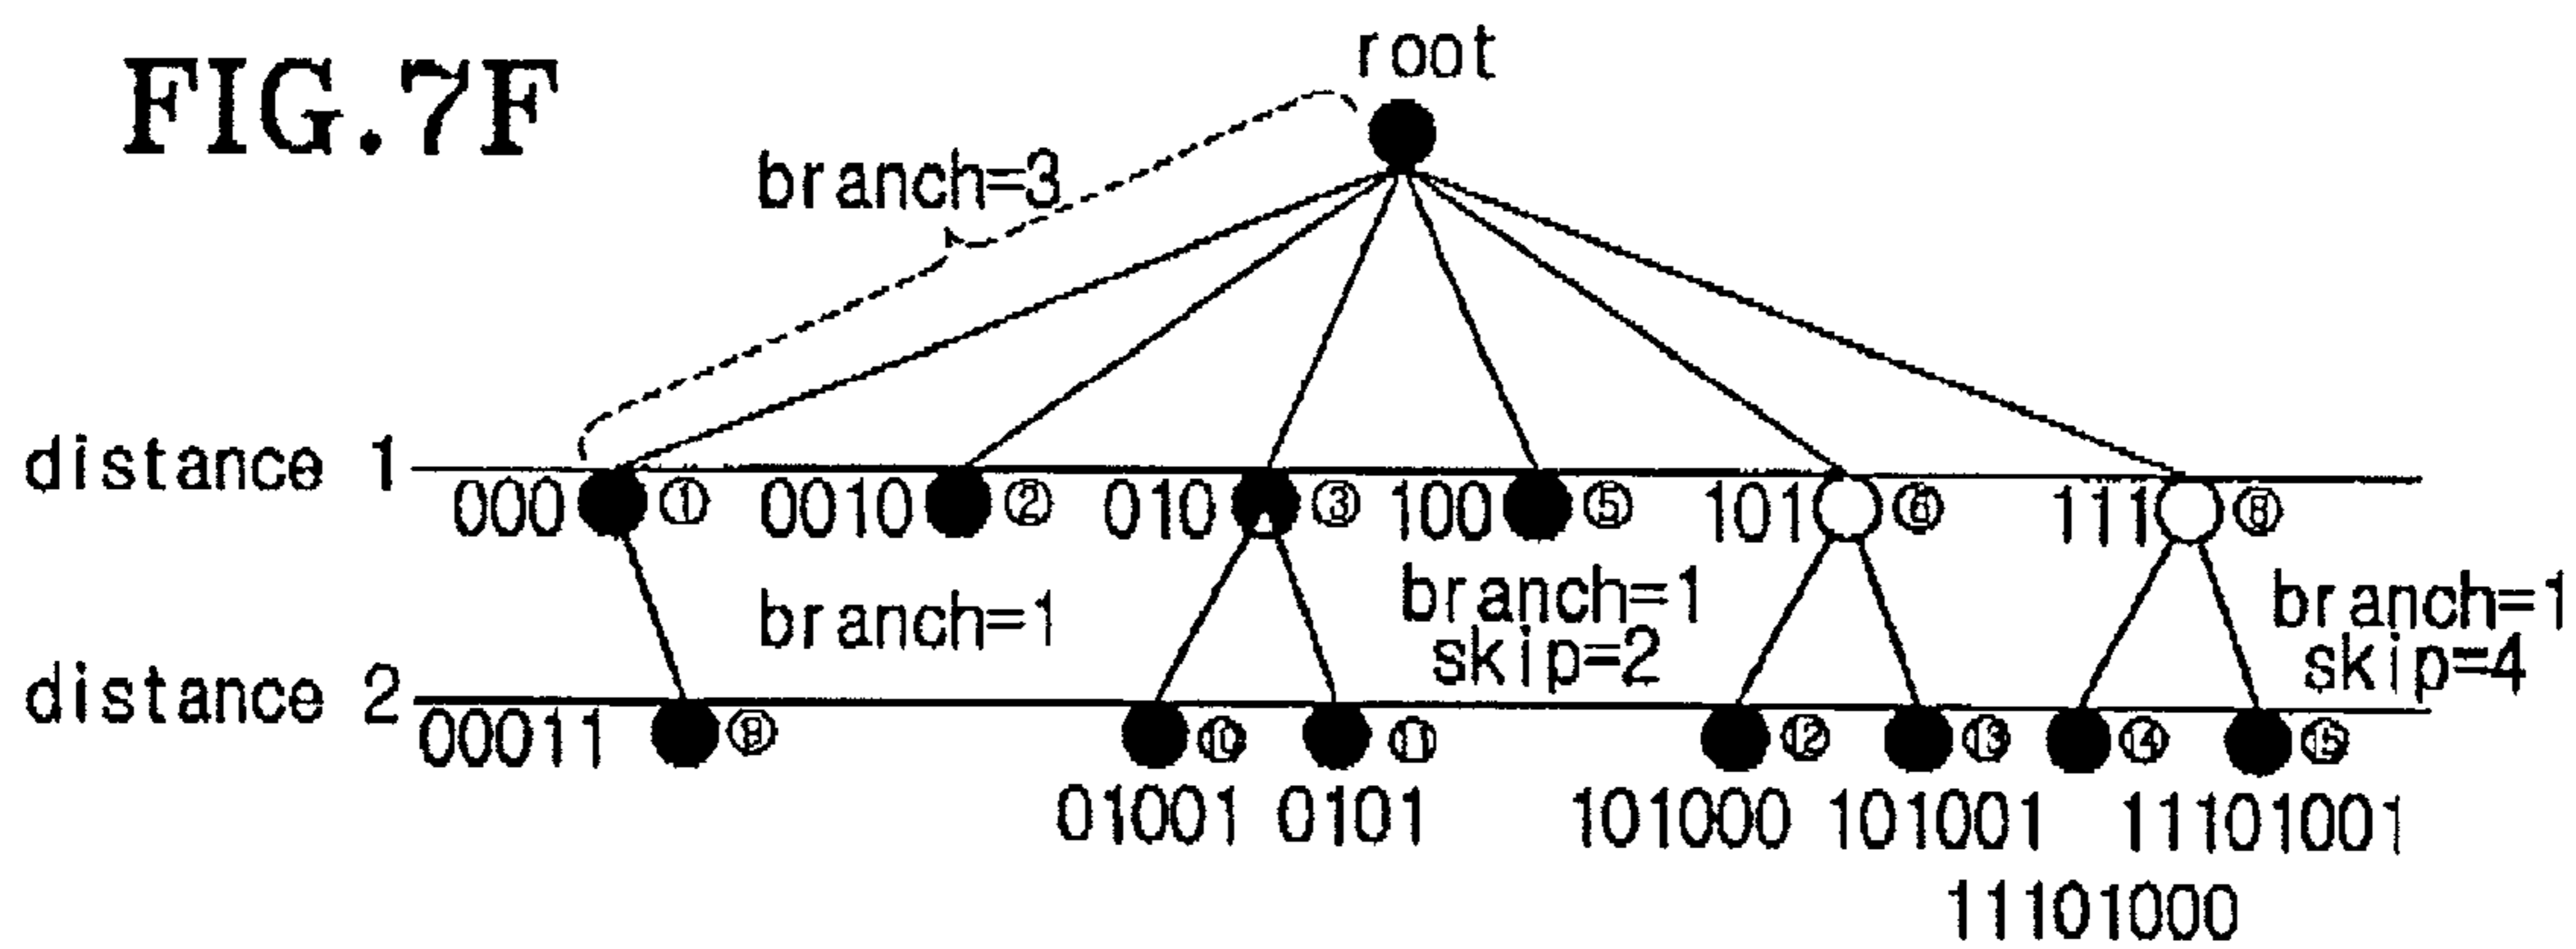 FIG.7F
root
branch=3
distance 1
000 ① 0010 ② 010 ③ 100 ⑤ 101 ⑥ 111 ⑧
branch=1
branch=1
skip=2
branch=1
skip=4
distance 2
00011 ⑨ ⑩ ⑪ ⑫ ⑬ ⑭ ⑮
01001 0101 101000 101001 11101001
11101000